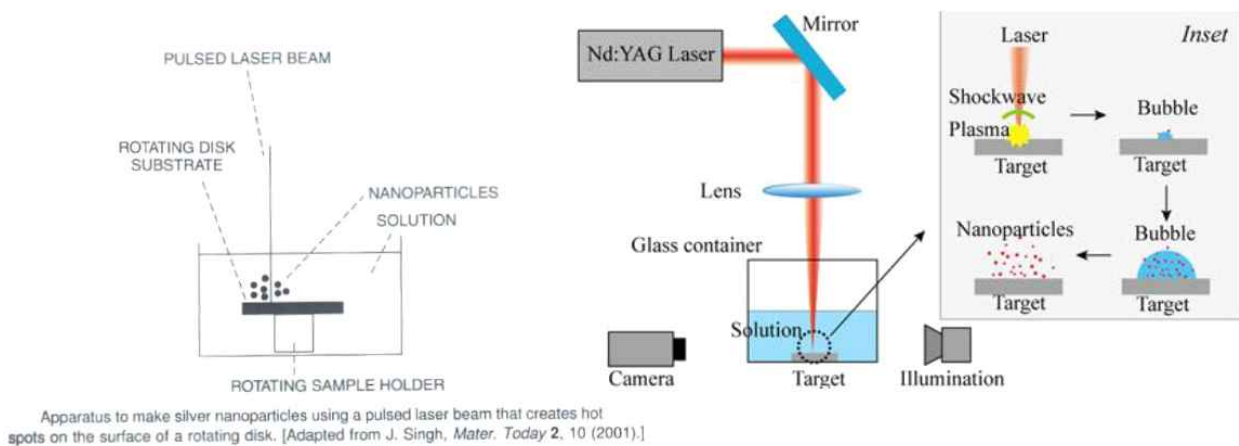 PULSED LASER BEAM
ROTATING DISK
SUBSTRATE
NANOPARTICLES
SOLUTION
ROTATING SAMPLE HOLDER
Apparatus to make silver nanoparticles using a pulsed laser beam that creates hot
spots on the surface of a rotating disk. [Adapted from J. Singh, Mater. Today 2, 10 (2001).]
Mirror
Nd:YAG Laser
Lens
Glass container
Solution
Camera
Target
Illumination
Inset
Laser
Shockwave
Plasma
Target
Bubble
Target
Nanoparticles
Target
Bubble
Target